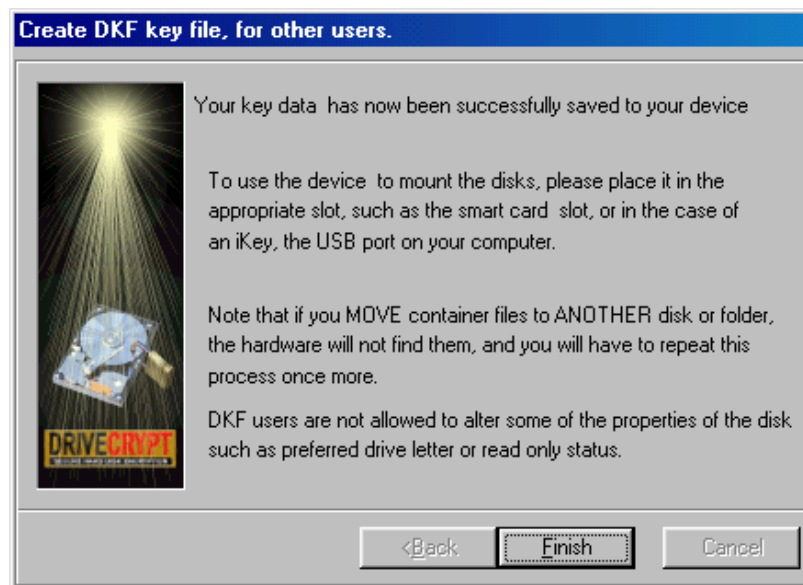 Create DKF key file, for other users.
Your key data has now been successfully saved to your device
To use the device to mount the disks, please place it in the
appropriate slot, such as the smart card slot, or in the case of
an iKey, the USB port on your computer.
Note that if you MOVE container files to ANOTHER disk or folder,
the hardware will not find them, and you will have to repeat this
process once more.
DKF users are not allowed to alter some of the properties of the disk
such as preferred drive letter or read only status.
DRIVECRYPT
<Back
Finish
Cancel